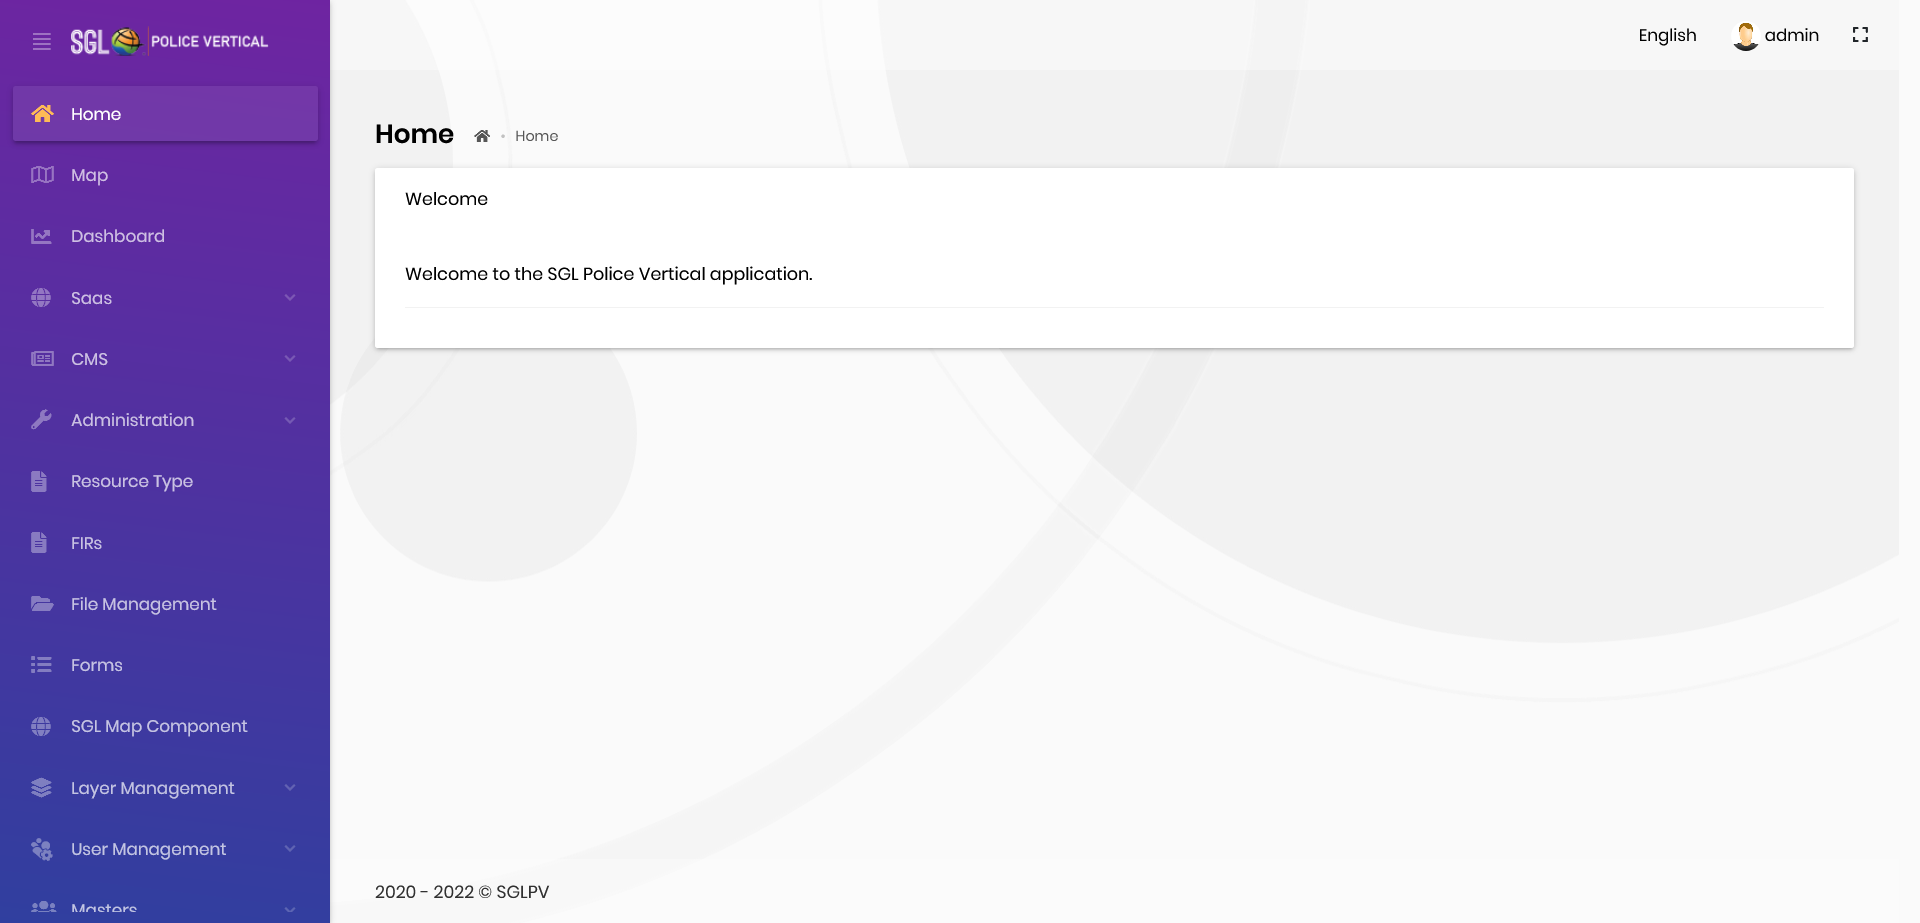 SGL POLICE VERTICAL
English admin
Home
Map
Dashboard
Saas
CMS
Administration
Resource Type
FIRs
File Management
Forms
SGL Map Component
Layer Management
User Management
Masters
Home Home
Welcome
Welcome to the SGL Police Vertical application.
2020 - 2022 © SGLPV